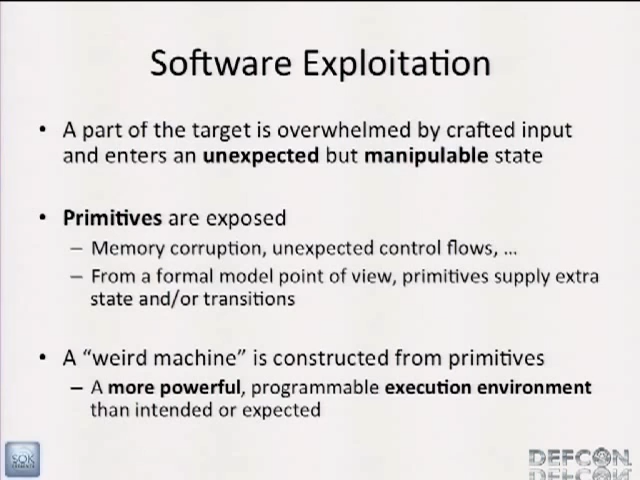 Software Exploitation
• A part of the target is overwhelmed by crafted input
and enters an unexpected but manipulable state
• Primitives are exposed
– Memory corruption, unexpected control flows, ...
– From a formal model point of view, primitives supply extra
state and/or transitions
• A “weird machine” is constructed from primitives
– A more powerful, programmable execution environment
than intended or expected
DEFCON